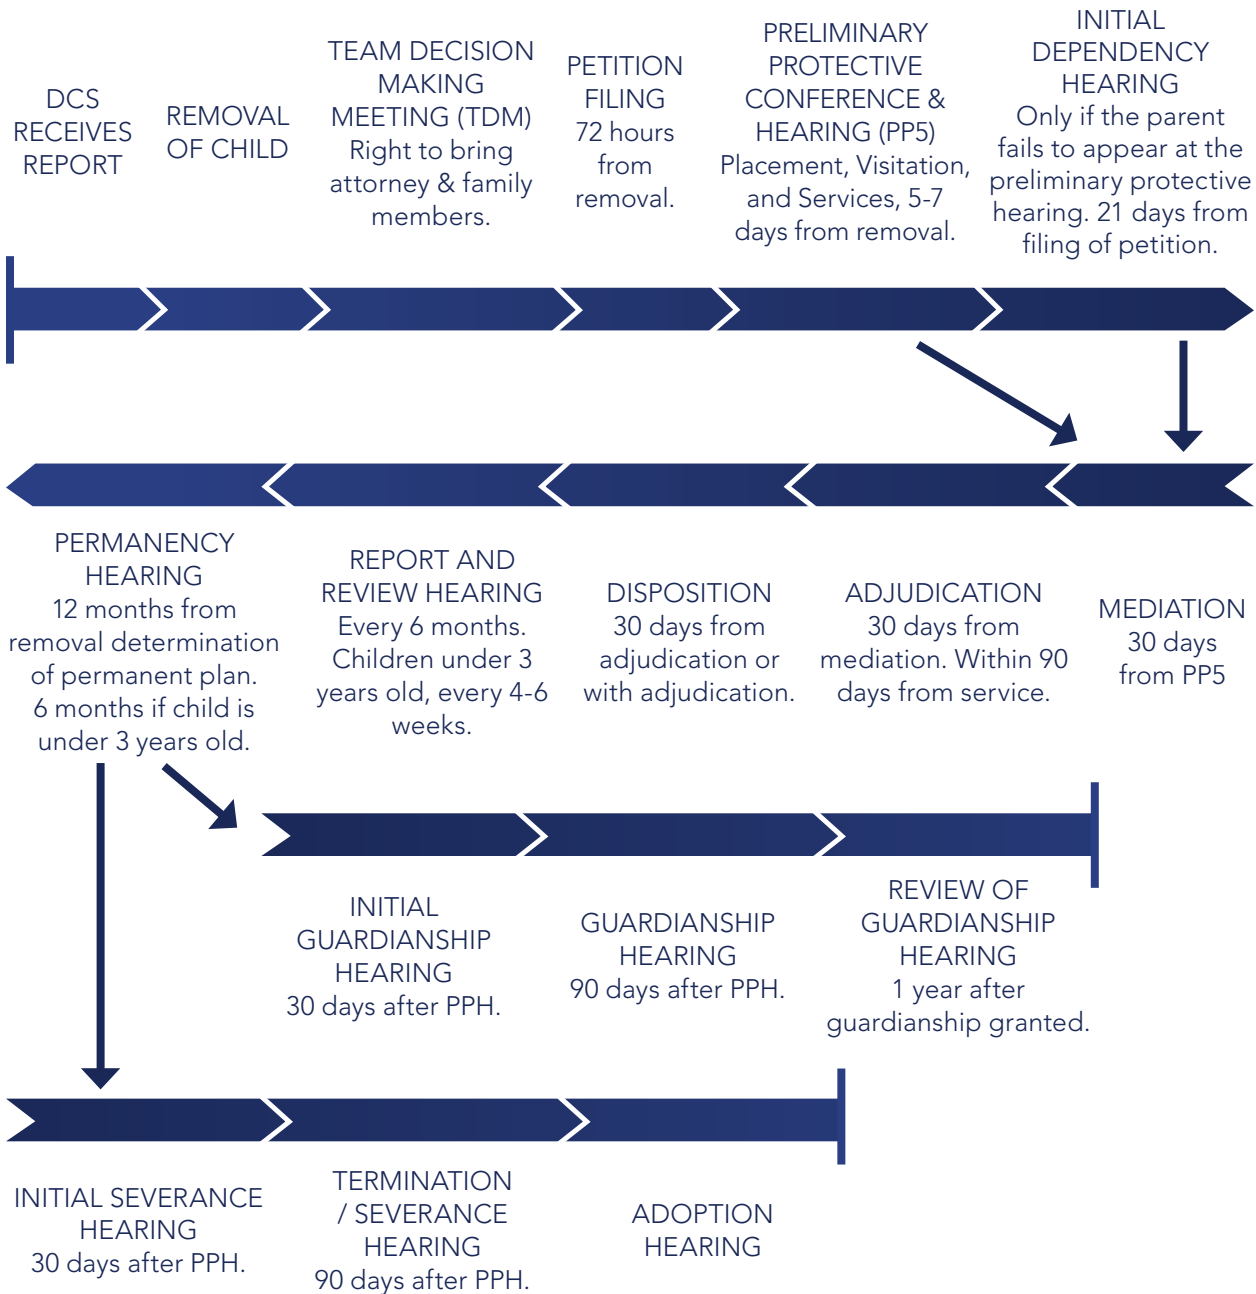 DCS
RECEIVES
REPORT
REMOVAL
OF CHILD
TEAM DECISION
MAKING
MEETING (TDM)
Right to bring
attorney & family
members.
PETITION
FILING
72 hours
from
removal.
PRELIMINARY
PROTECTIVE
CONFERENCE &
HEARING (PP5)
Placement, Visitation,
and Services, 5-7
days from removal.
INITIAL
DEPENDENCY
HEARING
Only if the parent
fails to appear at the
preliminary protective
hearing. 21 days from
filing of petition.
MEDIATION
30 days
from PP5
ADJUDICATION
30 days from
mediation. Within 90
days from service.
DISPOSITION
30 days from
adjudication or
with adjudication.
REPORT AND
REVIEW HEARING
Every 6 months.
Children under 3
years old, every 4-6
weeks.
PERMANENCY
HEARING
12 months from
removal determination
of permanent plan.
6 months if child is
under 3 years old.
INITIAL
GUARDIANSHIP
HEARING
30 days after PPH.
GUARDIANSHIP
HEARING
90 days after PPH.
REVIEW OF
GUARDIANSHIP
HEARING
1 year after
guardianship granted.
INITIAL SEVERANCE
HEARING
30 days after PPH.
TERMINATION
/ SEVERANCE
HEARING
90 days after PPH.
ADOPTION
HEARING